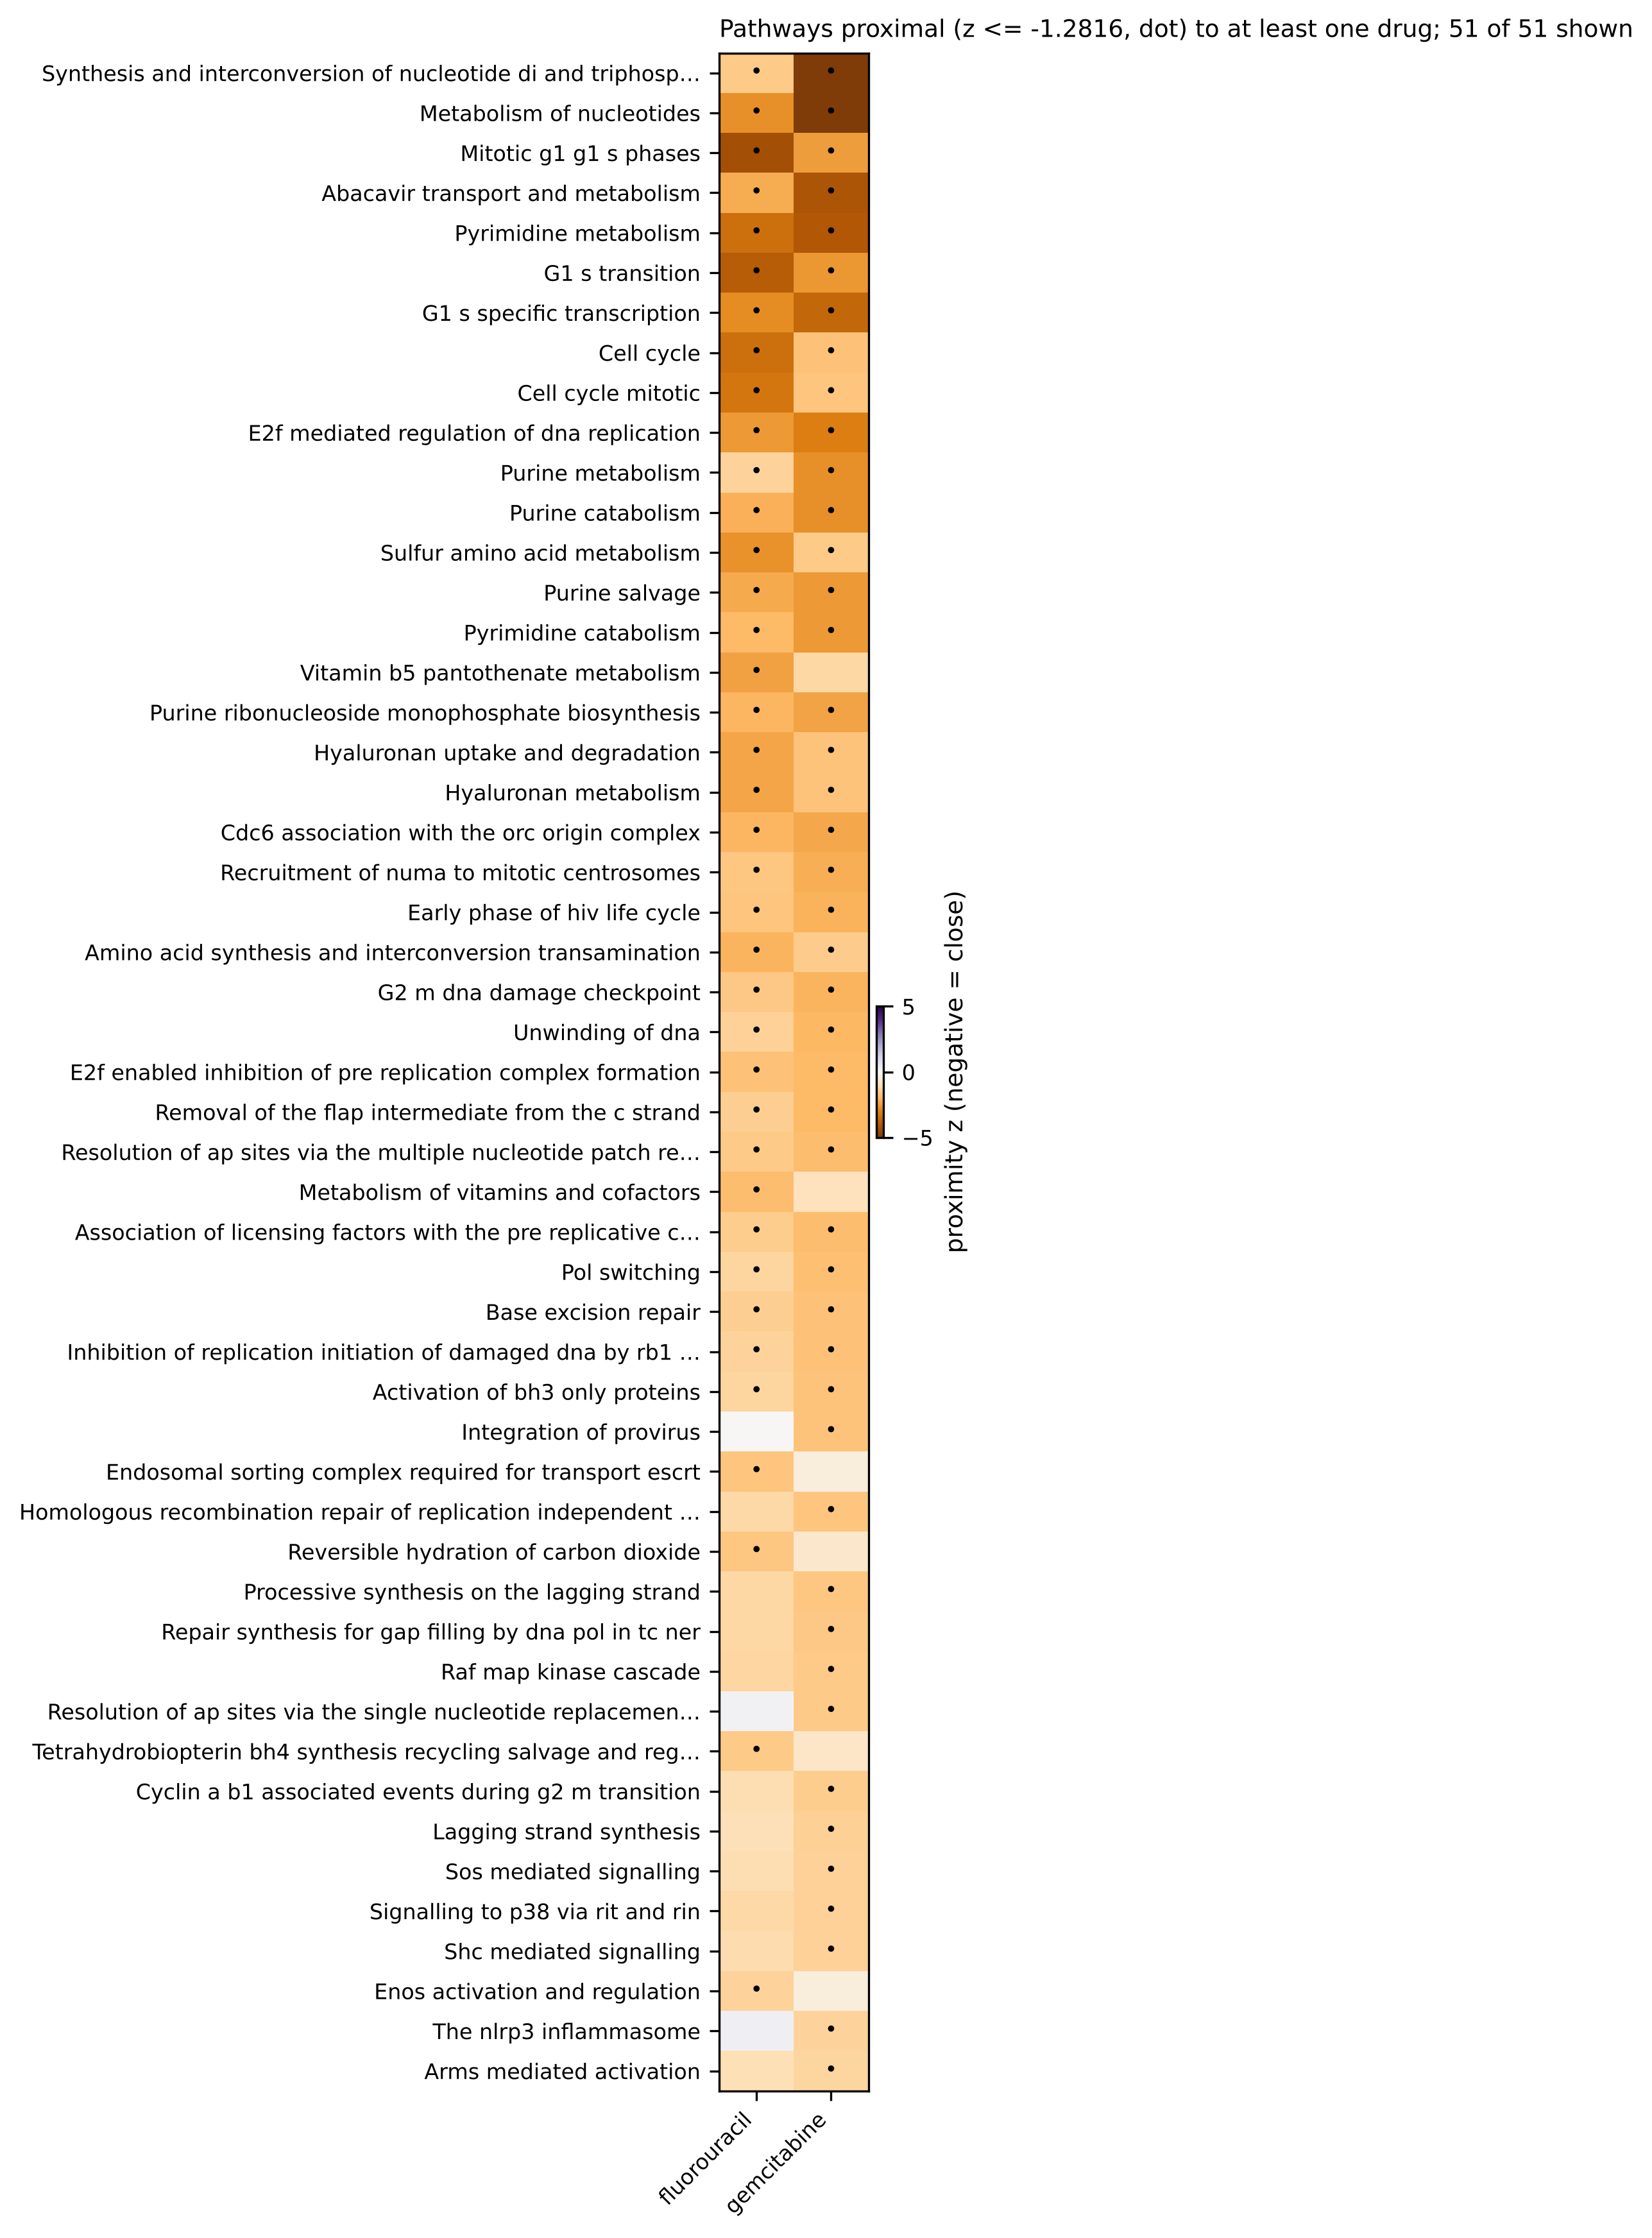 Pathways proximal (z <= -1.2816, dot) to at least one drug; 51 of 51 shown
Synthesis and interconversion of nucleotide di and triphosp...
Metabolism of nucleotides
Mitotic g1 g1 s phases
Abacavir transport and metabolism
Pyrimidine metabolism
G1 s transition
G1 s specific transcription
Cell cycle
Cell cycle mitotic
E2f mediated regulation of dna replication
Purine metabolism
Purine catabolism
Sulfur amino acid metabolism
Purine salvage
Pyrimidine catabolism
Vitamin b5 pantothenate metabolism
Purine ribonucleoside monophosphate biosynthesis
Hyaluronan uptake and degradation
Hyaluronan metabolism
Cdc6 association with the orc origin complex
Recruitment of numa to mitotic centrosomes
Early phase of hiv life cycle
Amino acid synthesis and interconversion transamination
G2 m dna damage checkpoint
Unwinding of dna
E2f enabled inhibition of pre replication complex formation
Removal of the flap intermediate from the c strand
Resolution of ap sites via the multiple nucleotide patch re...
Metabolism of vitamins and cofactors
Association of licensing factors with the pre replicative c...
Pol switching
Base excision repair
Inhibition of replication initiation of damaged dna by rb1 ...
Activation of bh3 only proteins
Integration of provirus
Endosomal sorting complex required for transport escrt
Homologous recombination repair of replication independent ...
Reversible hydration of carbon dioxide
Processive synthesis on the lagging strand
Repair synthesis for gap filling by dna pol in tc ner
Raf map kinase cascade
Resolution of ap sites via the single nucleotide replacemen...
Tetrahydrobiopterin bh4 synthesis recycling salvage and reg...
Cyclin a b1 associated events during g2 m transition
Lagging strand synthesis
Sos mediated signalling
Signalling to p38 via rit and rin
Shc mediated signalling
Enos activation and regulation
The nlrp3 inflammasome
Arms mediated activation
fluorouracil
gemcitabine
5
0
−5
proximity z (negative = close)